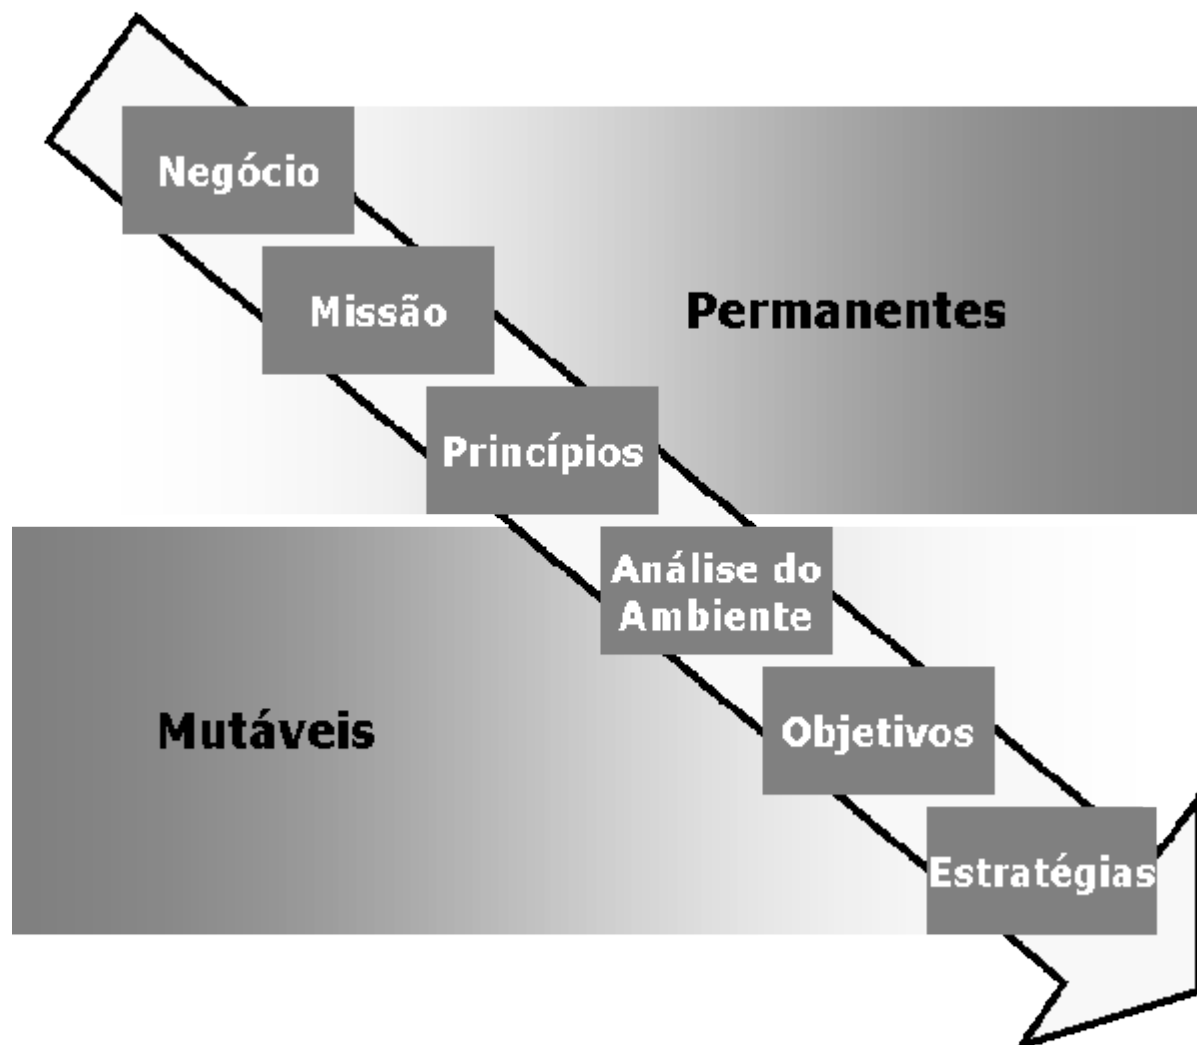 Negócio
Missão
Permanentes
Princípios
Análise do
Ambiente
Mutáveis
Objetivos
Estratégias